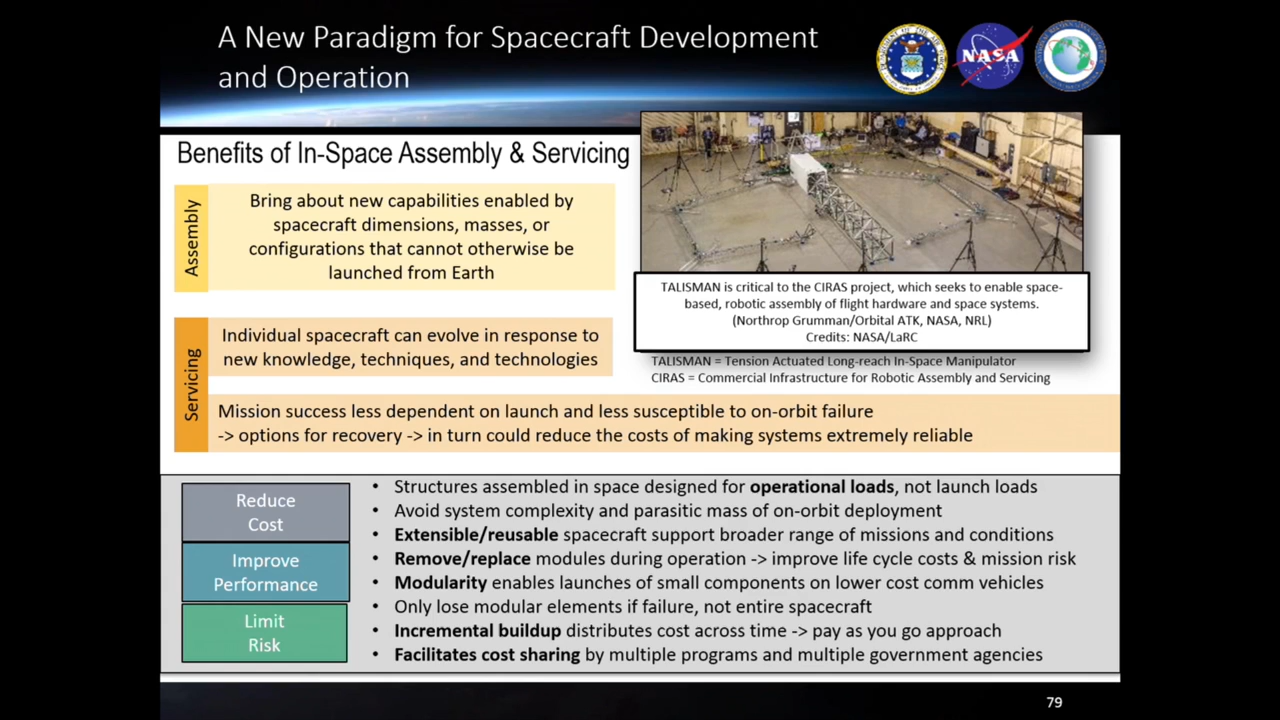 A New Paradigm for Spacecraft Development
and Operation
NASA
Benefits of In-Space Assembly & Servicing
Assembly
Bring about new capabilities enabled by
spacecraft dimensions, masses, or
configurations that cannot otherwise be
launched from Earth
TALISMAN is critical to the CIRAS project, which seeks to enable space-
based, robotic assembly of flight hardware and space systems.
(Northrop Grumman/Orbital ATK, NASA, NRL)
Credits: NASA/LaRC
TALISMAN = Tension Actuated Long-reach In-Space Manipulator
CIRAS = Commercial Infrastructure for Robotic Assembly and Servicing
Servicing
Individual spacecraft can evolve in response to
new knowledge, techniques, and technologies
Mission success less dependent on launch and less susceptible to on-orbit failure
-> options for recovery -> in turn could reduce the costs of making systems extremely reliable
Reduce
Cost
Improve
Performance
Limit
Risk
• Structures assembled in space designed for operational loads, not launch loads
• Avoid system complexity and parasitic mass of on-orbit deployment
• Extensible/reusable spacecraft support broader range of missions and conditions
• Remove/replace modules during operation -> improve life cycle costs & mission risk
• Modularity enables launches of small components on lower cost comm vehicles
• Only lose modular elements if failure, not entire spacecraft
• Incremental buildup distributes cost across time -> pay as you go approach
• Facilitates cost sharing by multiple programs and multiple government agencies
79